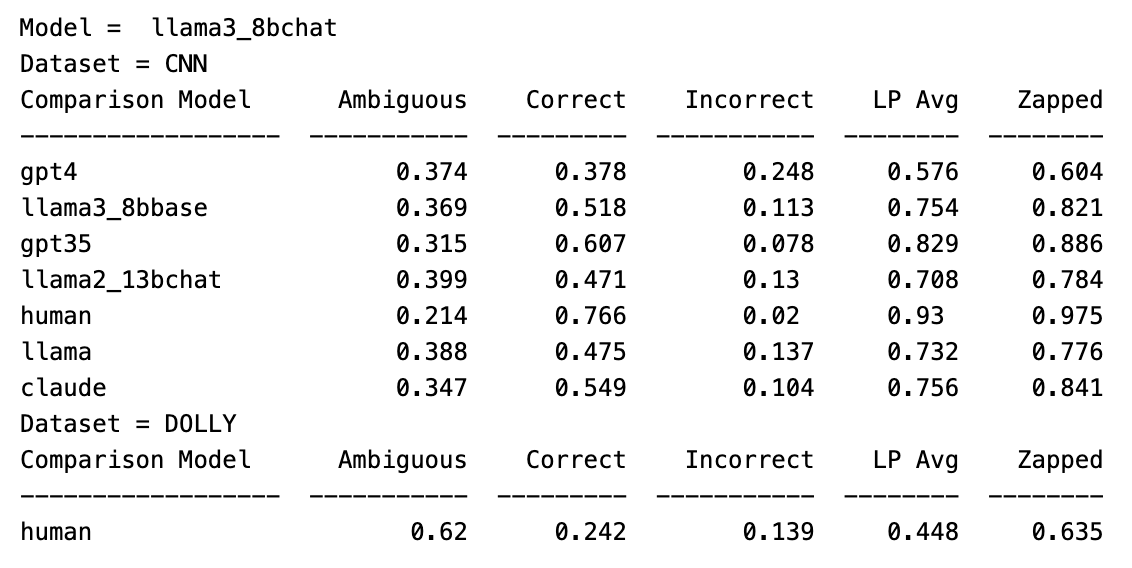 Model =  llama3_8bchat
Dataset = CNN
Comparison Model      Ambiguous    Correct    Incorrect    LP Avg    Zapped
------------------  -----------  ---------  -----------  --------  --------
gpt4                      0.374      0.378        0.248     0.576     0.604
llama3_8bbase             0.369      0.518        0.113     0.754     0.821
gpt35                     0.315      0.607        0.078     0.829     0.886
llama2_13bchat            0.399      0.471        0.13      0.708     0.784
human                     0.214      0.766        0.02      0.93      0.975
llama                     0.388      0.475        0.137     0.732     0.776
claude                    0.347      0.549        0.104     0.756     0.841
Dataset = DOLLY
Comparison Model      Ambiguous    Correct    Incorrect    LP Avg    Zapped
------------------  -----------  ---------  -----------  --------  --------
human                      0.62      0.242        0.139     0.448     0.635